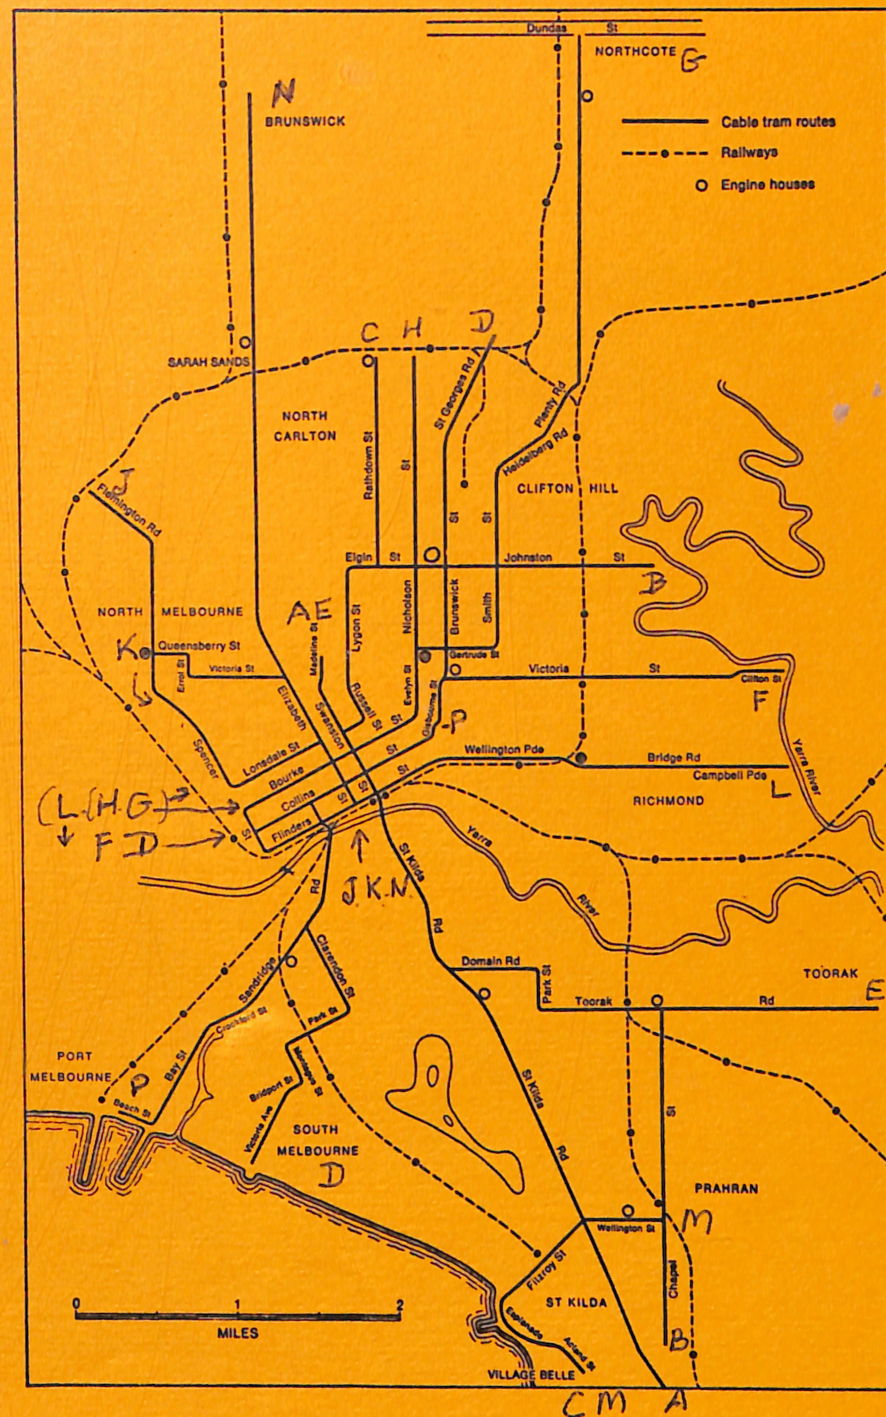 Dundas St
NORTHCOTE G
N
BRUNSWICK
Cable tram routes
Railways
Engine houses
C H D
SARAH SANDS
St Georges Rd
Plenty Rd
NORTH
CARLTON
Rathdown St
St
Heidelberg Rd
J
Flemington Rd
CLIFTON HILL
St
St
Elgin St
Johnston St
B
NORTH MELBOURNE
A E
Madeline St
Lygon St
Nicholson
Brunswick
Smith
K
Queensberry St
Errol St
Victoria St
Gertrude St
Evelyn St
Victoria St
Clifton St
F
L
Elizabeth
Swanston
Russell St
Gisbourne St
P
Spencer
Lonsdale St
Bourke St
Collins St
Wellington Pde
Bridge Rd
Campbell Pde
L
RICHMOND
Yarra River
(L.(H.G)
F D
St
Flinders St
St
St
J.K.N.
Yarra
River
St Kilda
Rd
Rd
Sandridge
Clarendon St
Domain Rd
Park St
Toorak Rd
TOORAK
E
Crockford St
Park St
PORT
MELBOURNE
P
Beach St
Bay St
Montague St
Bridport St
Victoria Ave
SOUTH
MELBOURNE
D
St Kilda
Rd
St
PRAHRAN
M
Wellington St
Chapel
Fitzroy St
ST KILDA
B
Esplanade
Acland St
VILLAGE BELLE
0 1 2
MILES
C M A